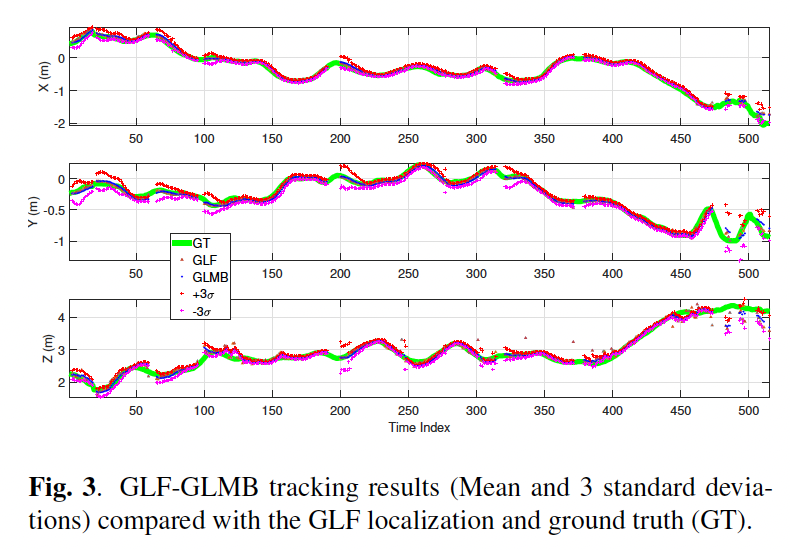 X (m)
0
-1
-2
50 100 150 200 250 300 350 400 450 500
Y (m)
0
-0.5
-1
50 200 250 300 350 400 450 500
GT
GLF
GLMB
+3σ
-3σ
Z (m)
4
3
2
50 100 150 200 250 300 350 400 450 500
Time Index
Fig. 3. GLF-GLMB tracking results (Mean and 3 standard devia-
tions) compared with the GLF localization and ground truth (GT).